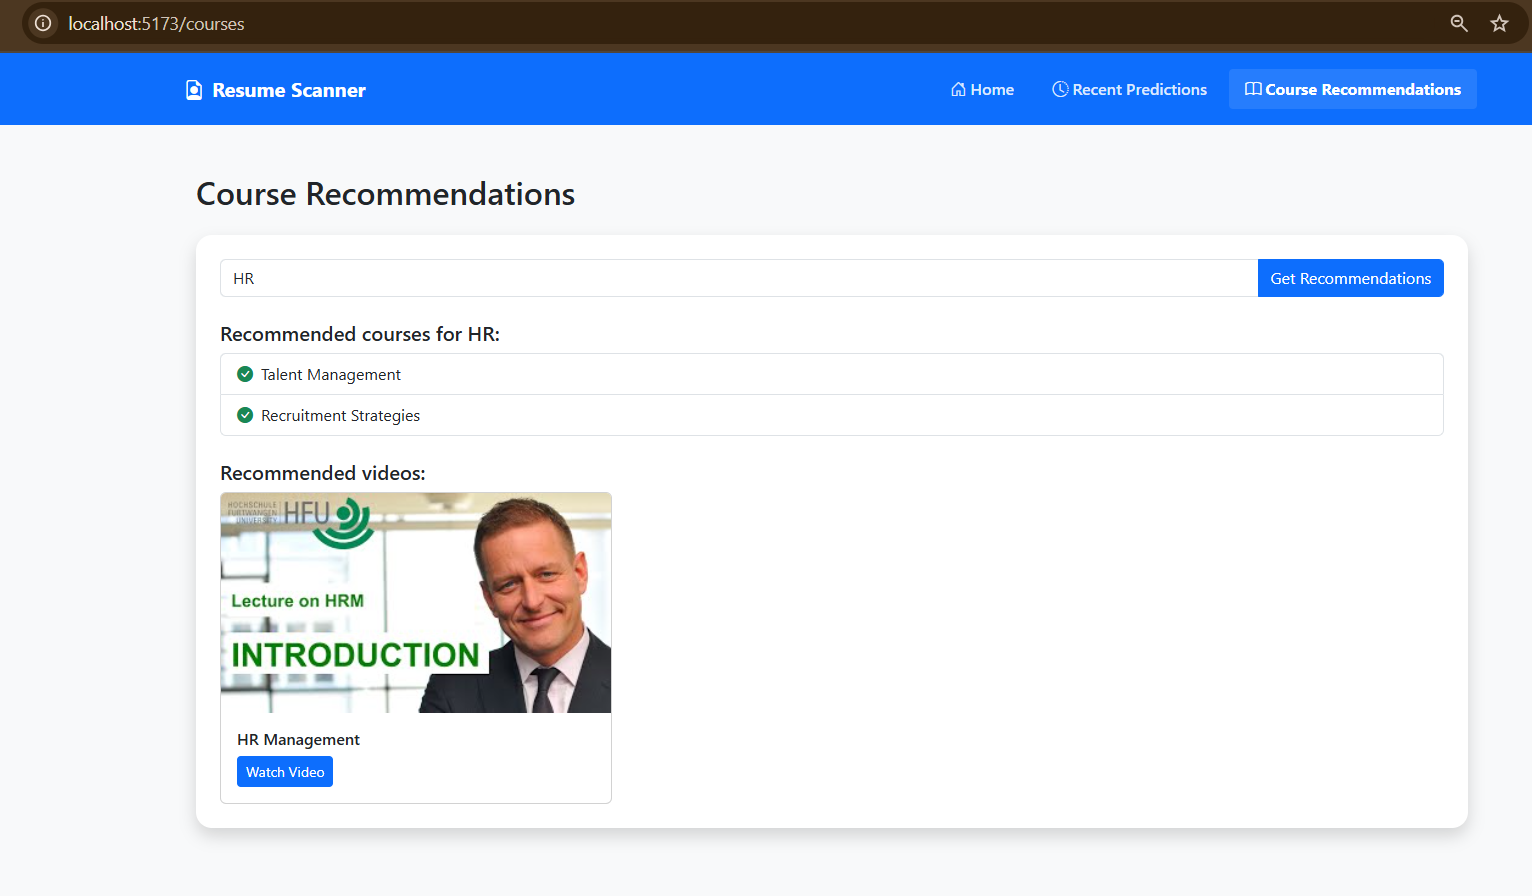 localhost:5173/courses
Resume Scanner
Home
Recent Predictions
Course Recommendations
Course Recommendations
HR
Get Recommendations
Recommended courses for HR:
Talent Management
Recruitment Strategies
Recommended videos:
HOCHSCHULE
FURTWANGEN
UNIVERSITY
HFU
Lecture on HRM
INTRODUCTION
HR Management
Watch Video